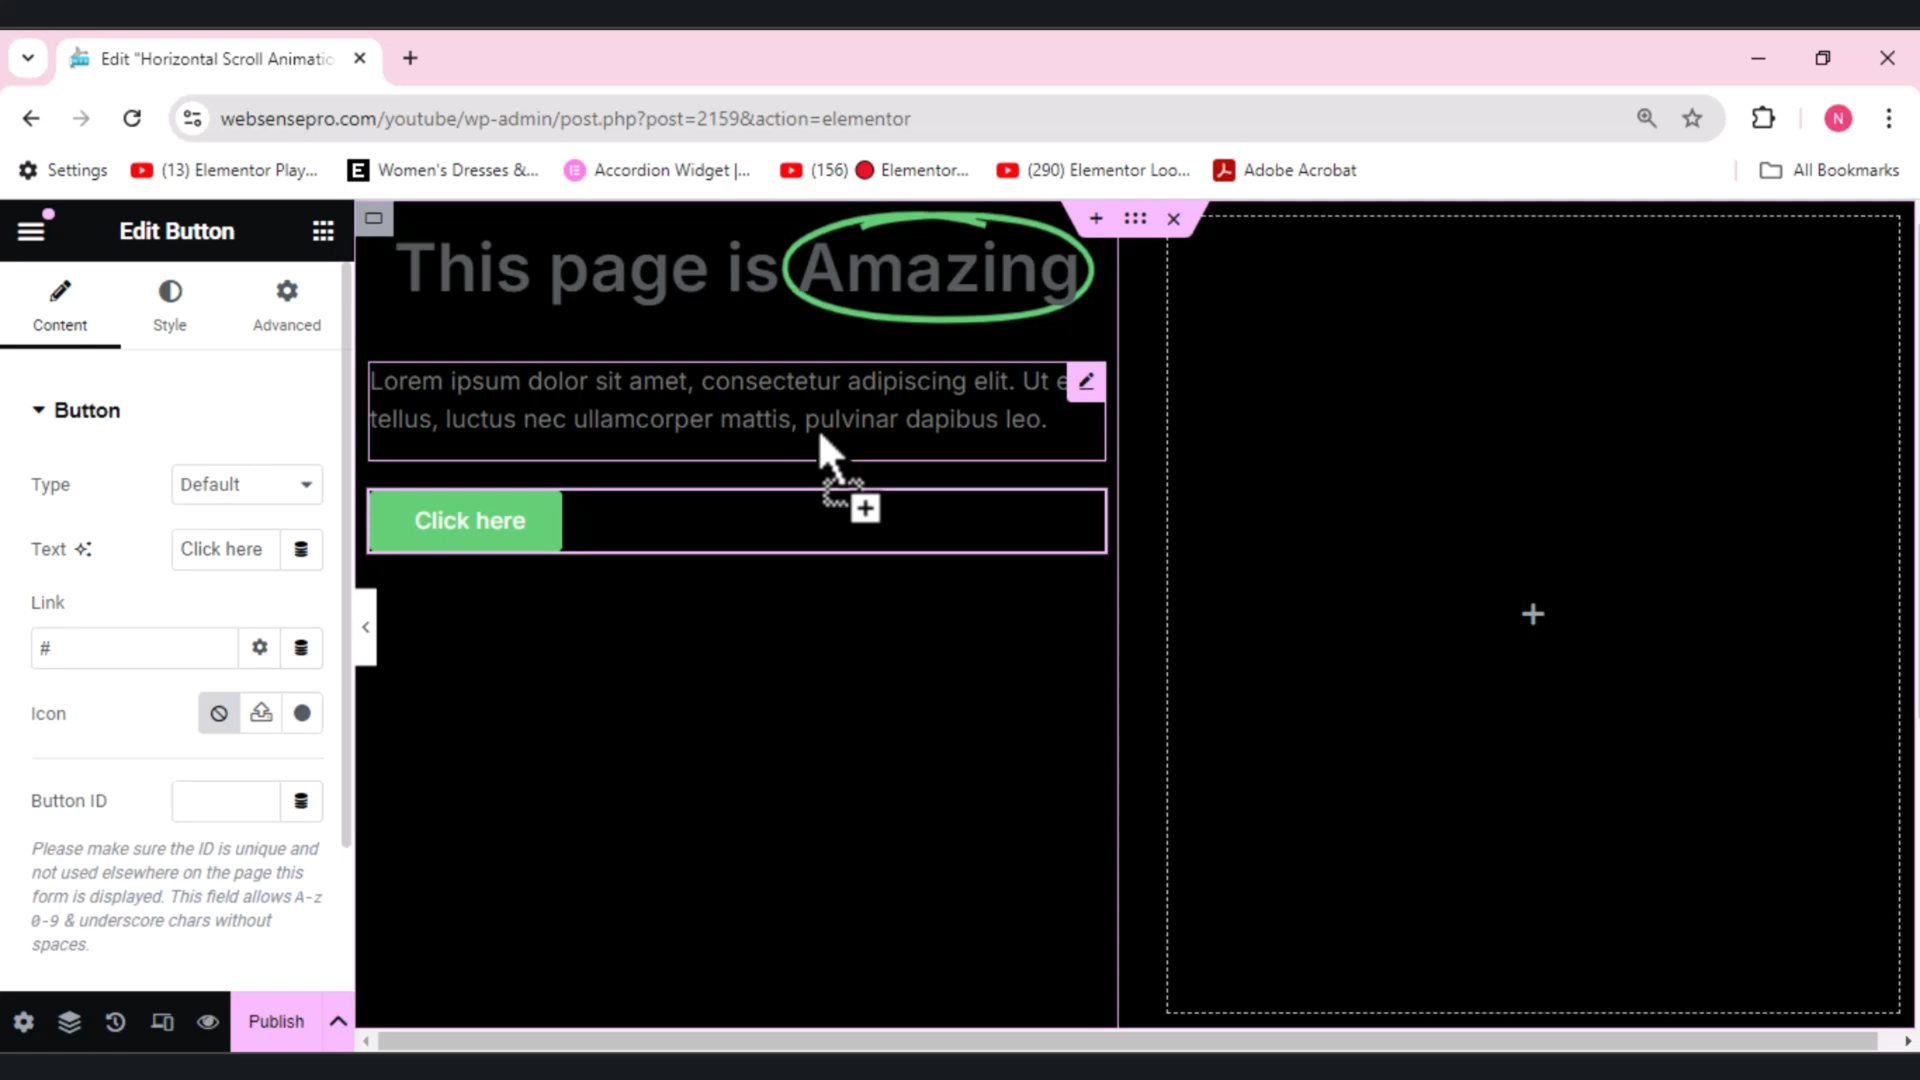 Edit "Horizontal Scroll Animatio
websensepro.com/youtube/wp-admin/post.php?post=2159&action=elementor
N
Settings
(13) Elementor Play...
E
Women's Dresses &...
Accordion Widget |...
(156)
Elementor...
(290) Elementor Loo...
Adobe Acrobat
All Bookmarks
Edit Button
Content
Style
Advanced
Button
Type
Default
Text
Click here
Link
#
Icon
Button ID
Please make sure the ID is unique and
not used elsewhere on the page this
form is displayed. This field allows A-z
0-9 & underscore chars without
spaces.
Publish
This page is Amazing
Lorem ipsum dolor sit amet, consectetur adipiscing elit. Ut e
tellus, luctus nec ullamcorper mattis, pulvinar dapibus leo.
Click here